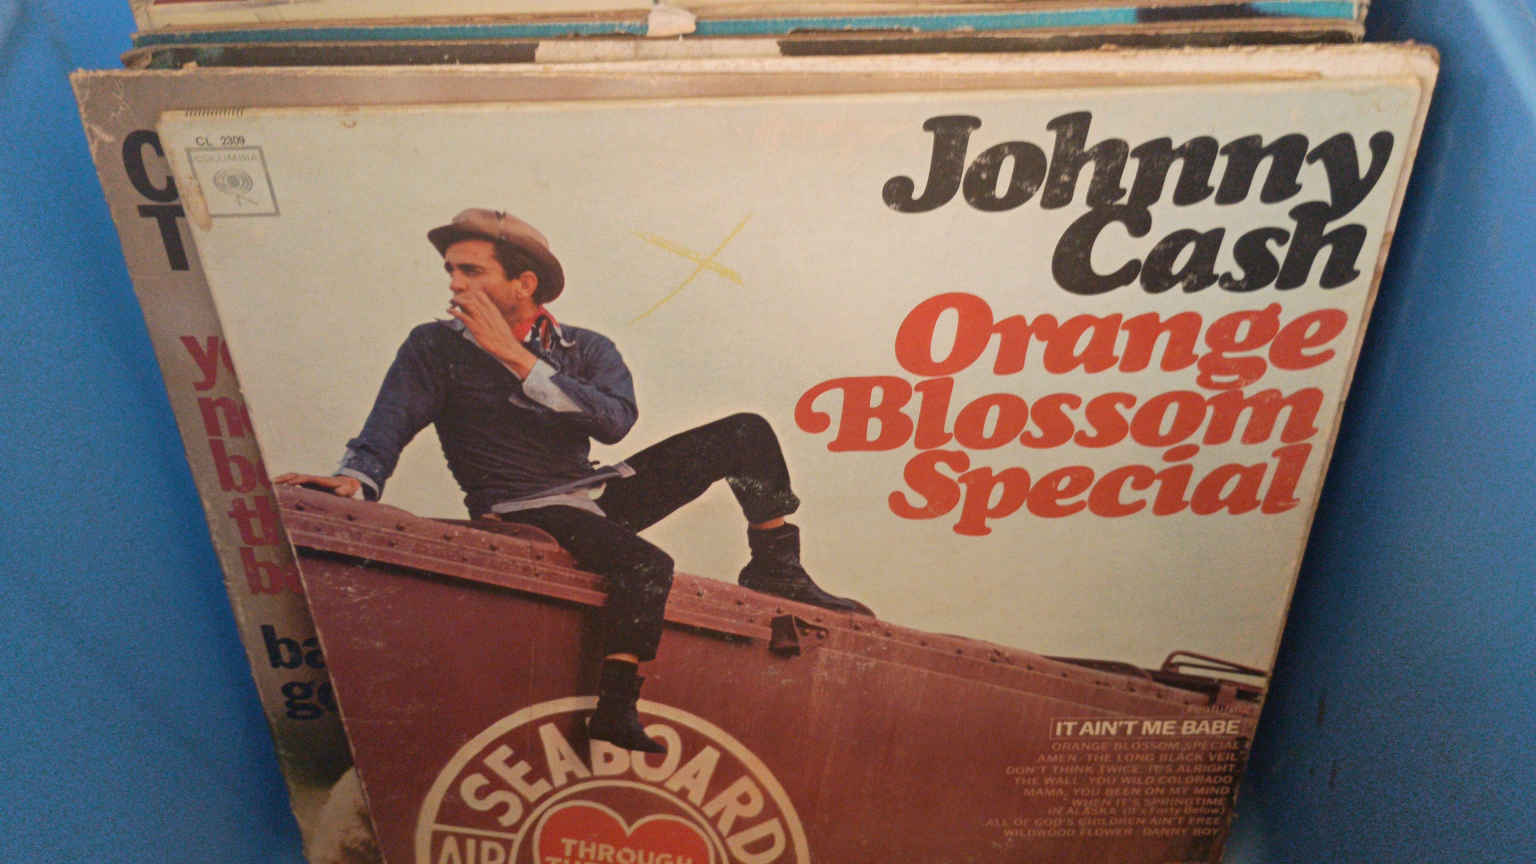 CL 2309
COLUMBIA
Johnny
Cash
Orange
Blossom
Special
SEABOARD
AIR
THROUGH
Featuring
IT AIN'T ME BABE
ORANGE BLOSSOM SPECIAL
AMEN · THE LONG BLACK VEIL
DON'T THINK TWICE, IT'S ALRIGHT
THE WALL · YOU WILD COLORADO
MAMA, YOU BEEN ON MY MIND
WHEN IT'S SPRINGTIME
IN ALASKA (It's Forty Below)
ALL OF GOD'S CHILDREN AIN'T FREE
WILDWOOD FLOWER · DANNY BOY